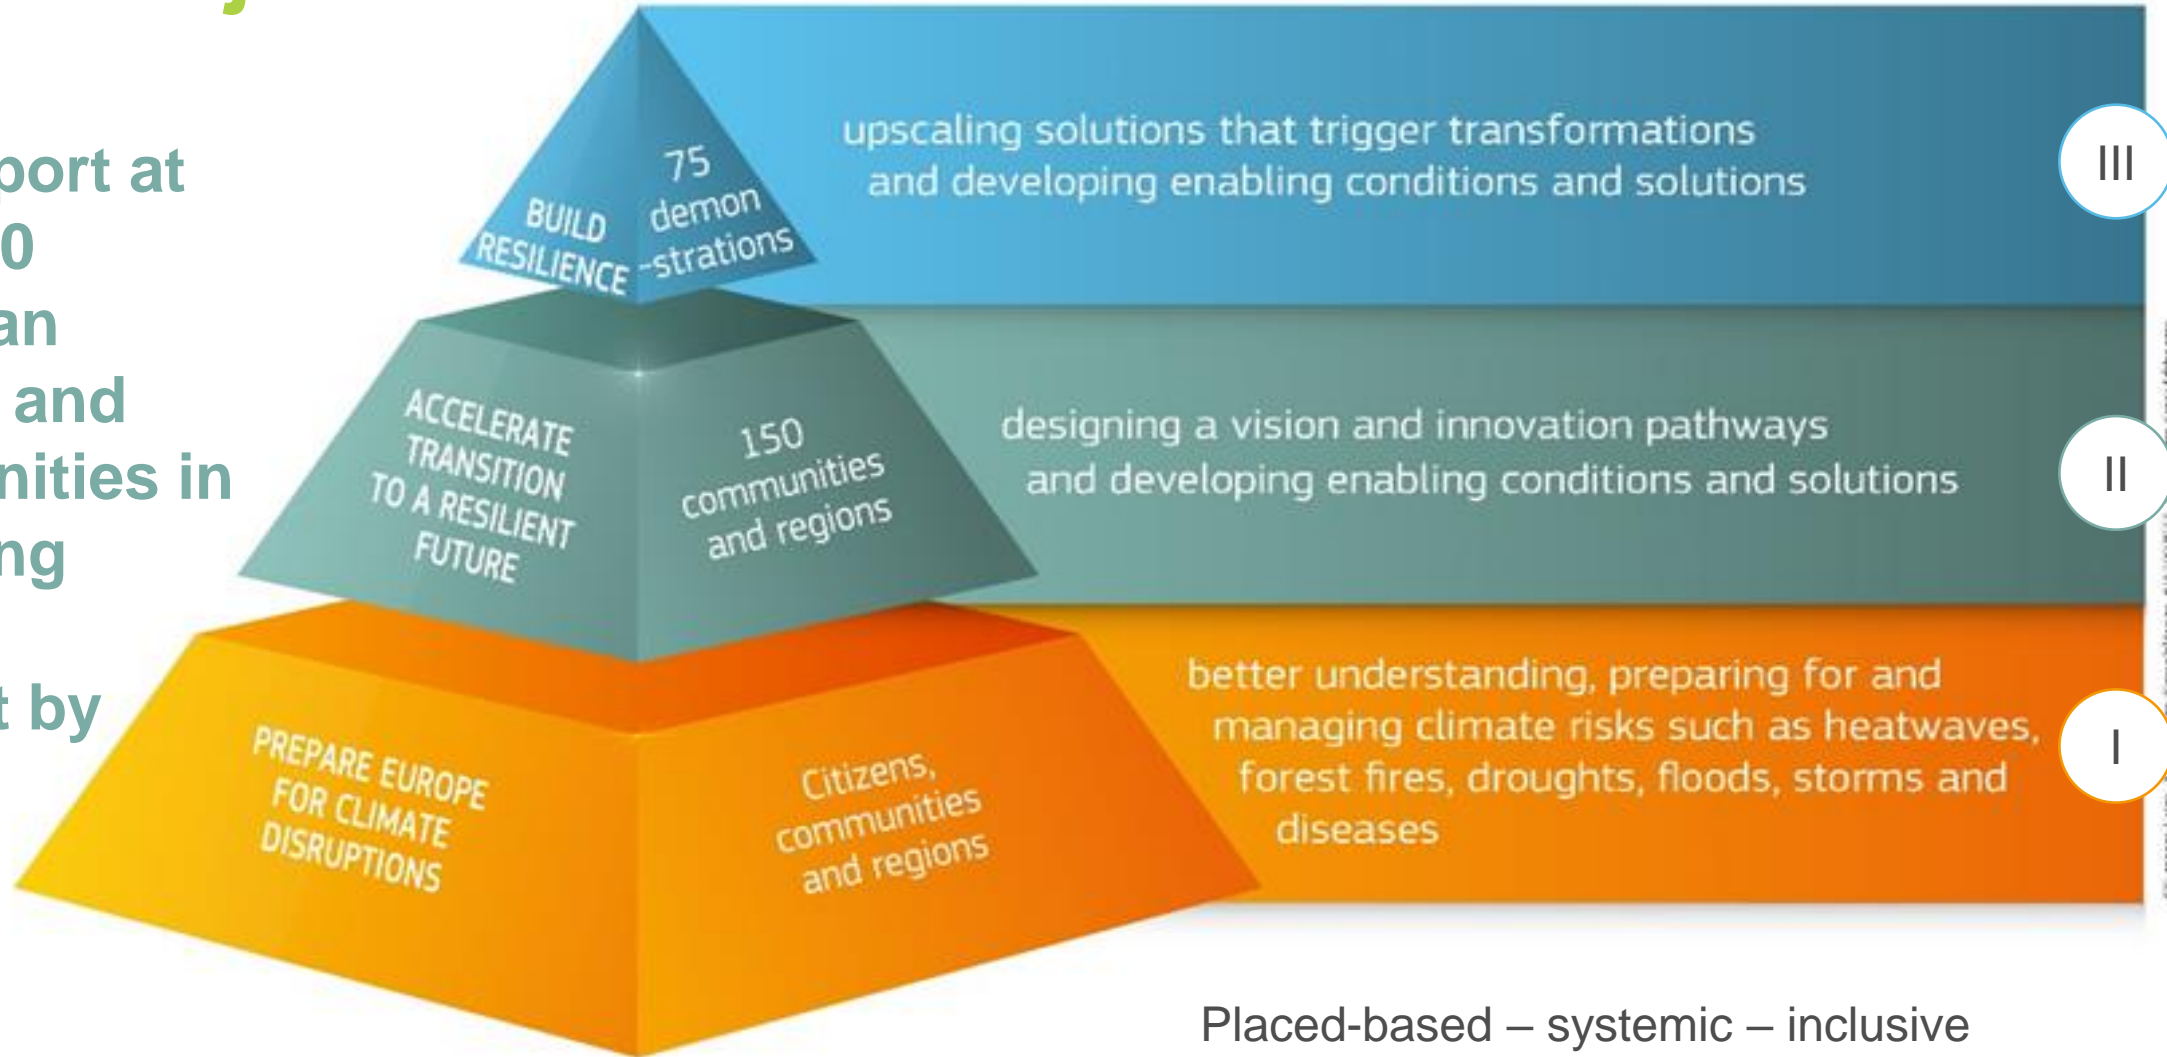 port at
0
an
and
nities in
ng
t by
BUILD
RESILIENCE
75
demon
-strations
upscaling solutions that trigger transformations
and developing enabling conditions and solutions
III
ACCELERATE
TRANSITION
TO A RESILIENT
FUTURE
150
communities
and regions
designing a vision and innovation pathways
and developing enabling conditions and solutions
II
PREPARE EUROPE
FOR CLIMATE
DISRUPTIONS
Citizens,
communities
and regions
better understanding, preparing for and
managing climate risks such as heatwaves,
forest fires, droughts, floods, storms and
diseases
I
Placed-based – systemic – inclusive